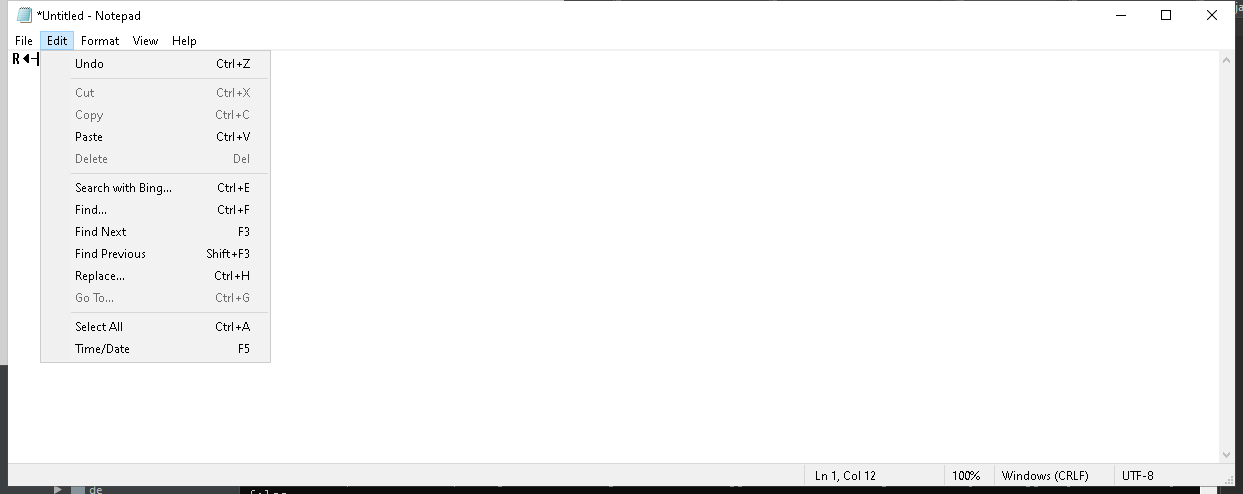 *Untitled - Notepad
File Edit Format View Help
R
Undo Ctrl+Z
Cut Ctrl+X
Copy Ctrl+C
Paste Ctrl+V
Delete Del
Search with Bing... Ctrl+E
Find... Ctrl+F
Find Next F3
Find Previous Shift+F3
Replace... Ctrl+H
Go To... Ctrl+G
Select All Ctrl+A
Time/Date F5
Ln 1, Col 12 100% Windows (CRLF) UTF-8
de